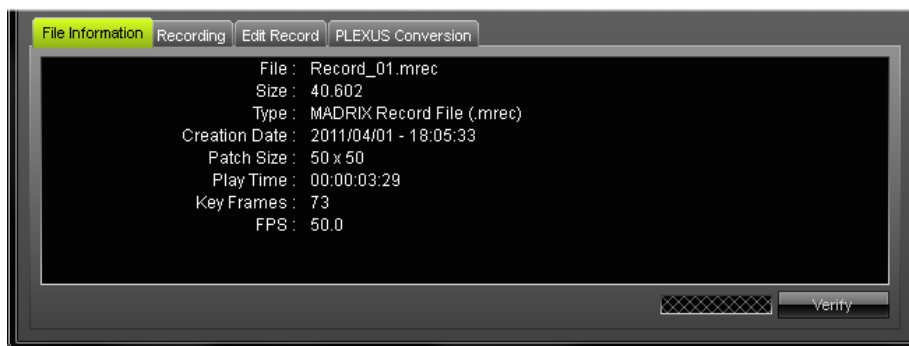 File Information Recording Edit Record PLEXUS Conversion
File : Record_01.mrec
Size : 40.602
Type : MADRIX Record File (.mrec)
Creation Date : 2011/04/01 - 18:05:33
Patch Size : 50 x 50
Play Time : 00:00:03:29
Key Frames : 73
FPS : 50.0
Verify